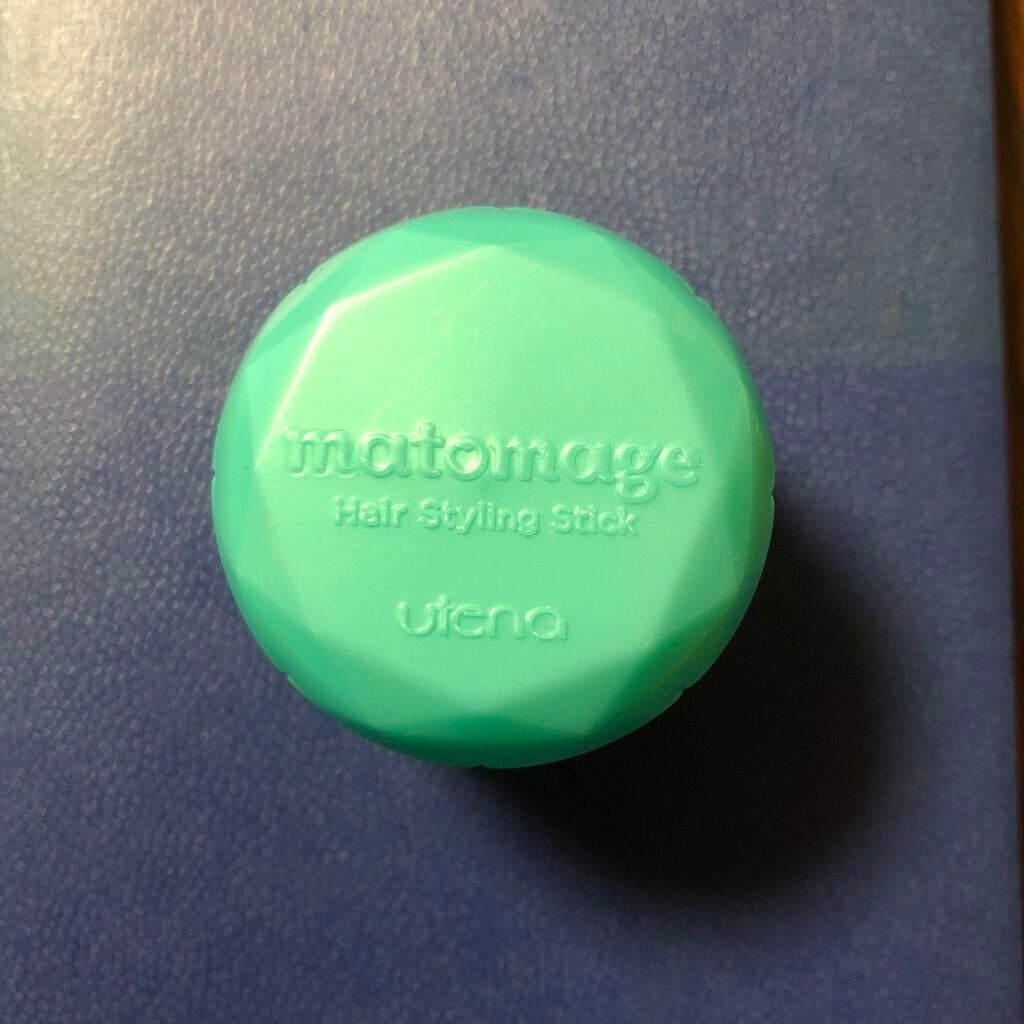 matomage
Hair Styling Stick
utena